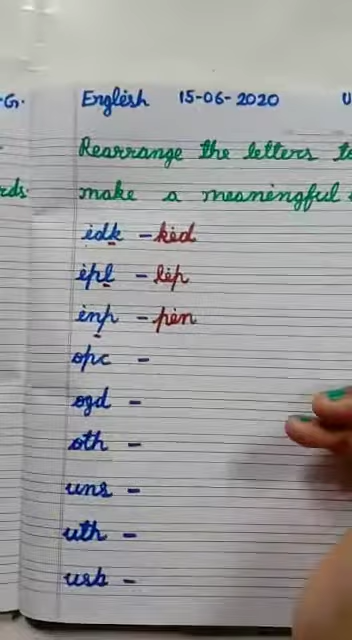 G. English 15-06-2020 U
Rearrange the letters to
rds. make a meaningful
idk - kid
ipl - lip
inp - pin
opc -
ogd -
oth -
uns -
uth -
usb -